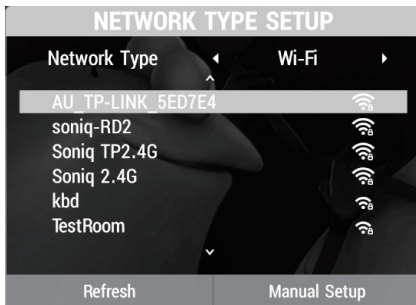 NETWORK TYPE SETUP
Network Type Wi-Fi
AU_TP-LINK_5ED7E4
soniq-RD2
Soniq TP2.4G
Soniq 2.4G
kbd
TestRoom
Refresh Manual Setup